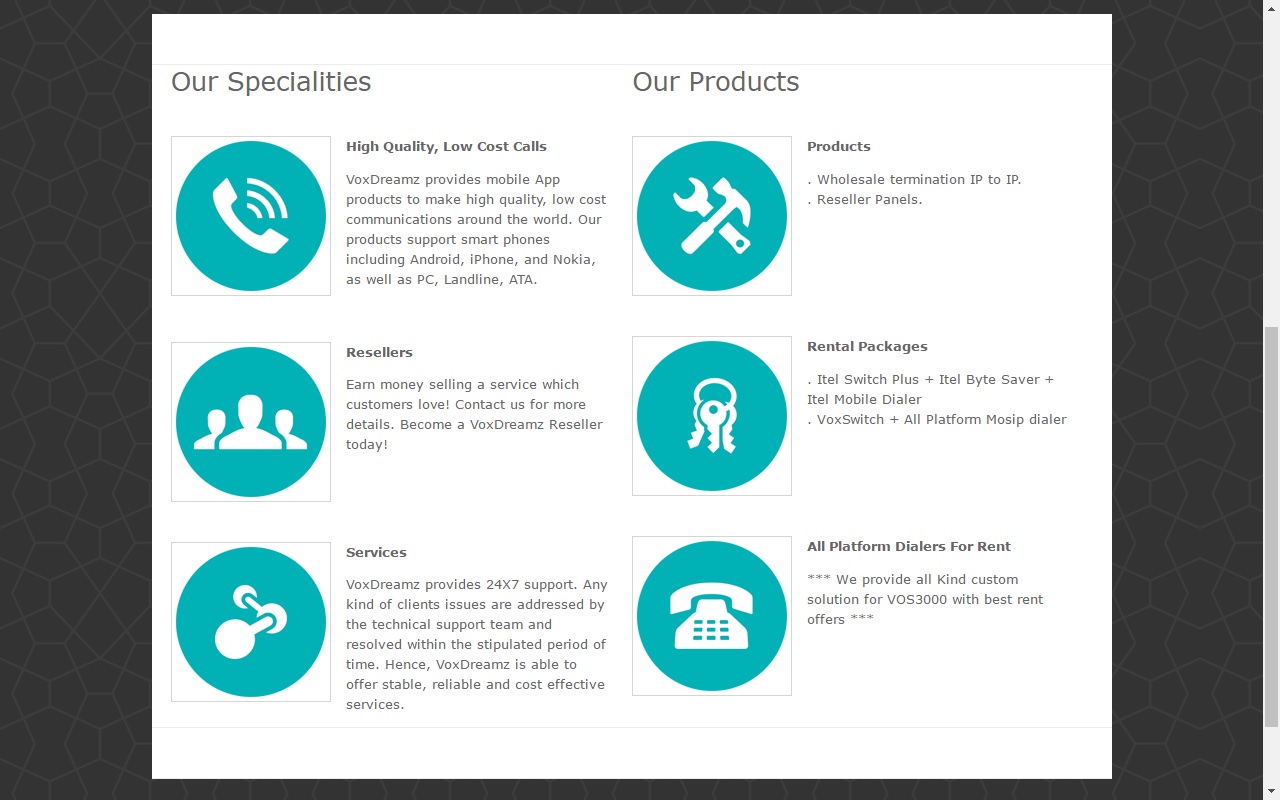 Our Specialities
High Quality, Low Cost Calls
VoxDreamz provides mobile App
products to make high quality, low cost
communications around the world. Our
products support smart phones
including Android, iPhone, and Nokia,
as well as PC, Landline, ATA.
Resellers
Earn money selling a service which
customers love! Contact us for more
details. Become a VoxDreamz Reseller
today!
Services
VoxDreamz provides 24X7 support. Any
kind of clients issues are addressed by
the technical support team and
resolved within the stipulated period of
time. Hence, VoxDreamz is able to
offer stable, reliable and cost effective
services.
Our Products
Products
. Wholesale termination IP to IP.
. Reseller Panels.
Rental Packages
. Itel Switch Plus + Itel Byte Saver +
Itel Mobile Dialer
. VoxSwitch + All Platform Mosip dialer
All Platform Dialers For Rent
*** We provide all Kind custom
solution for VOS3000 with best rent
offers ***